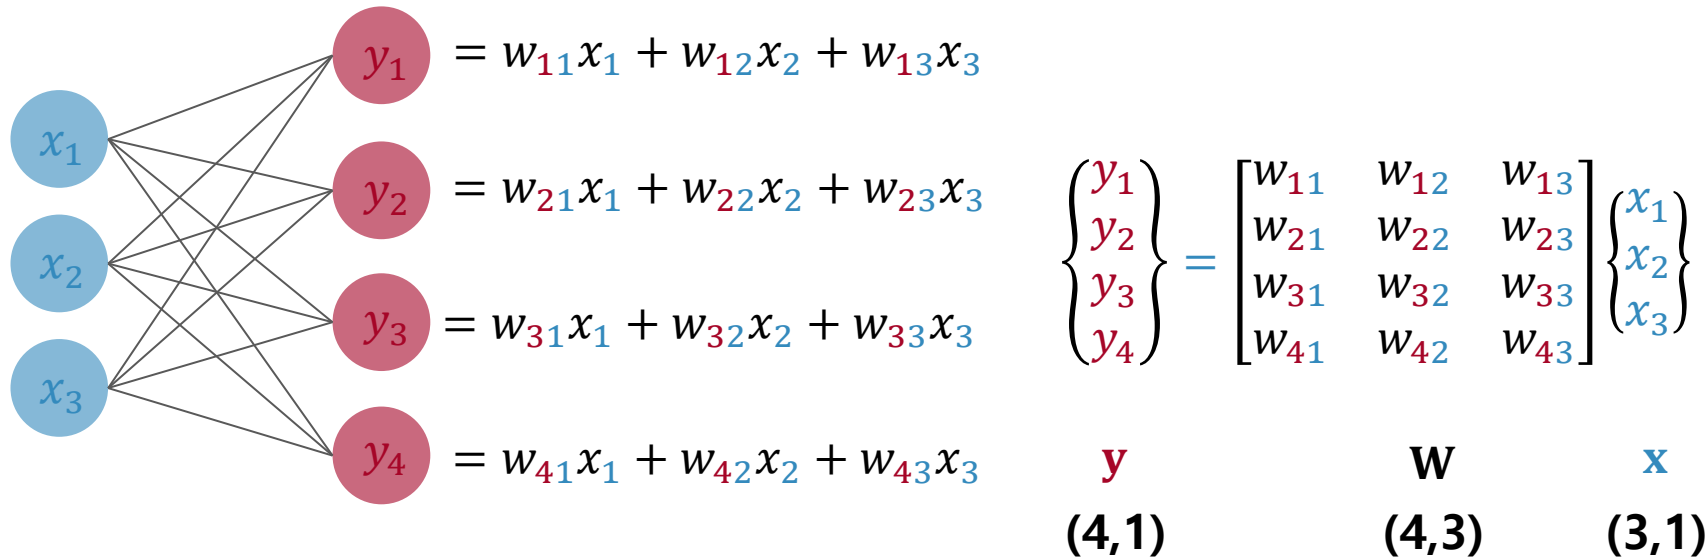 x₁
x₂
x₃
y₁ = w₁₁x₁ + w₁₂x₂ + w₁₃x₃
y₂ = w₂₁x₁ + w₂₂x₂ + w₂₃x₃
y₃ = w₃₁x₁ + w₃₂x₂ + w₃₃x₃
y₄ = w₄₁x₁ + w₄₂x₂ + w₄₃x₃
{y₁ y₂ y₃ y₄} = [w₁₁ w₁₂ w₁₃
w₂₁ w₂₂ w₂₃
w₃₁ w₃₂ w₃₃
w₄₁ w₄₂ w₄₃] {x₁ x₂ x₃}
y W x
(4,1) (4,3) (3,1)